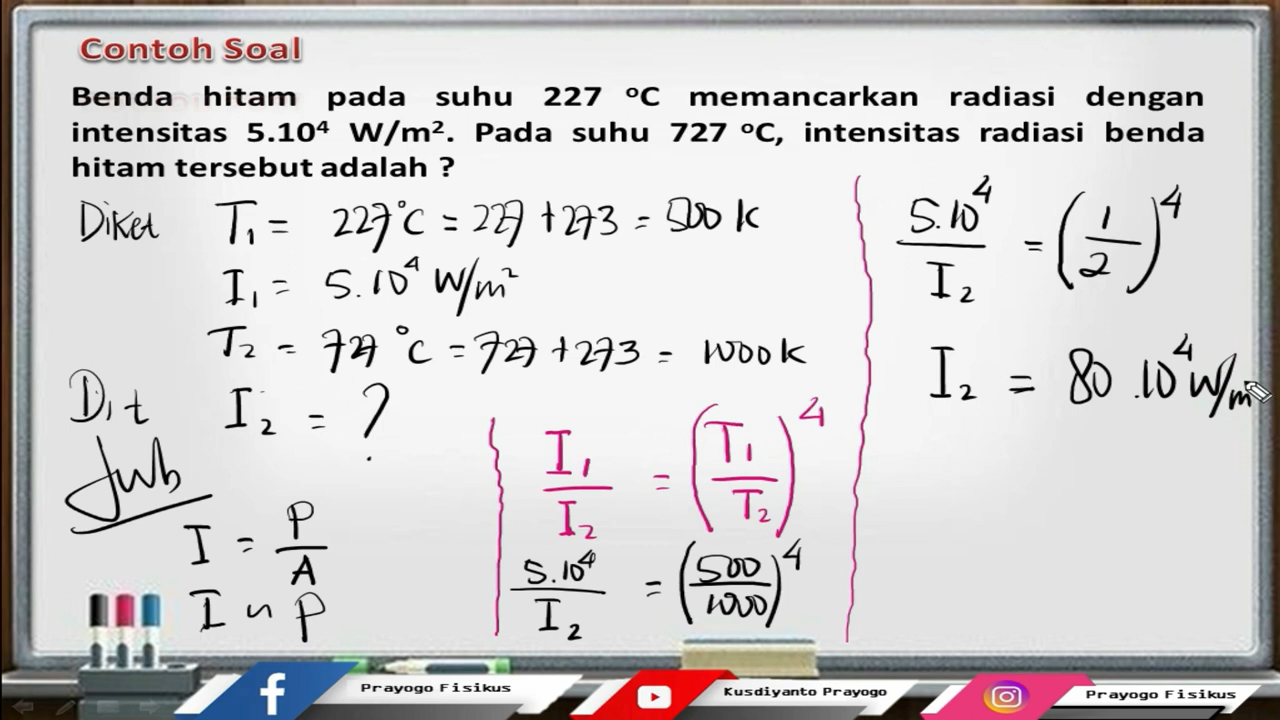 Contoh Soal
Benda hitam pada suhu 227 ºC memancarkan radiasi dengan
intensitas 5.10⁴ W/m². Pada suhu 727 ºC, intensitas radiasi benda
hitam tersebut adalah ?
Diket T₁ = 227°C = 227 + 273 = 500 k
I₁ = 5.10⁴ W/m²
T₂ = 727 °C = 727 + 273 = 1000 k
Dit I₂ = ?
Jwb
I = P/A
I ~ P
I₁/I₂ = (T₁/T₂)⁴
5.10⁴/I₂ = (500/1000)⁴
5.10⁴/I₂ = (1/2)⁴
I₂ = 80 .10⁴ W/m
Prayogo Fisikus
Kusdiyanto Prayogo
Prayogo Fisikus